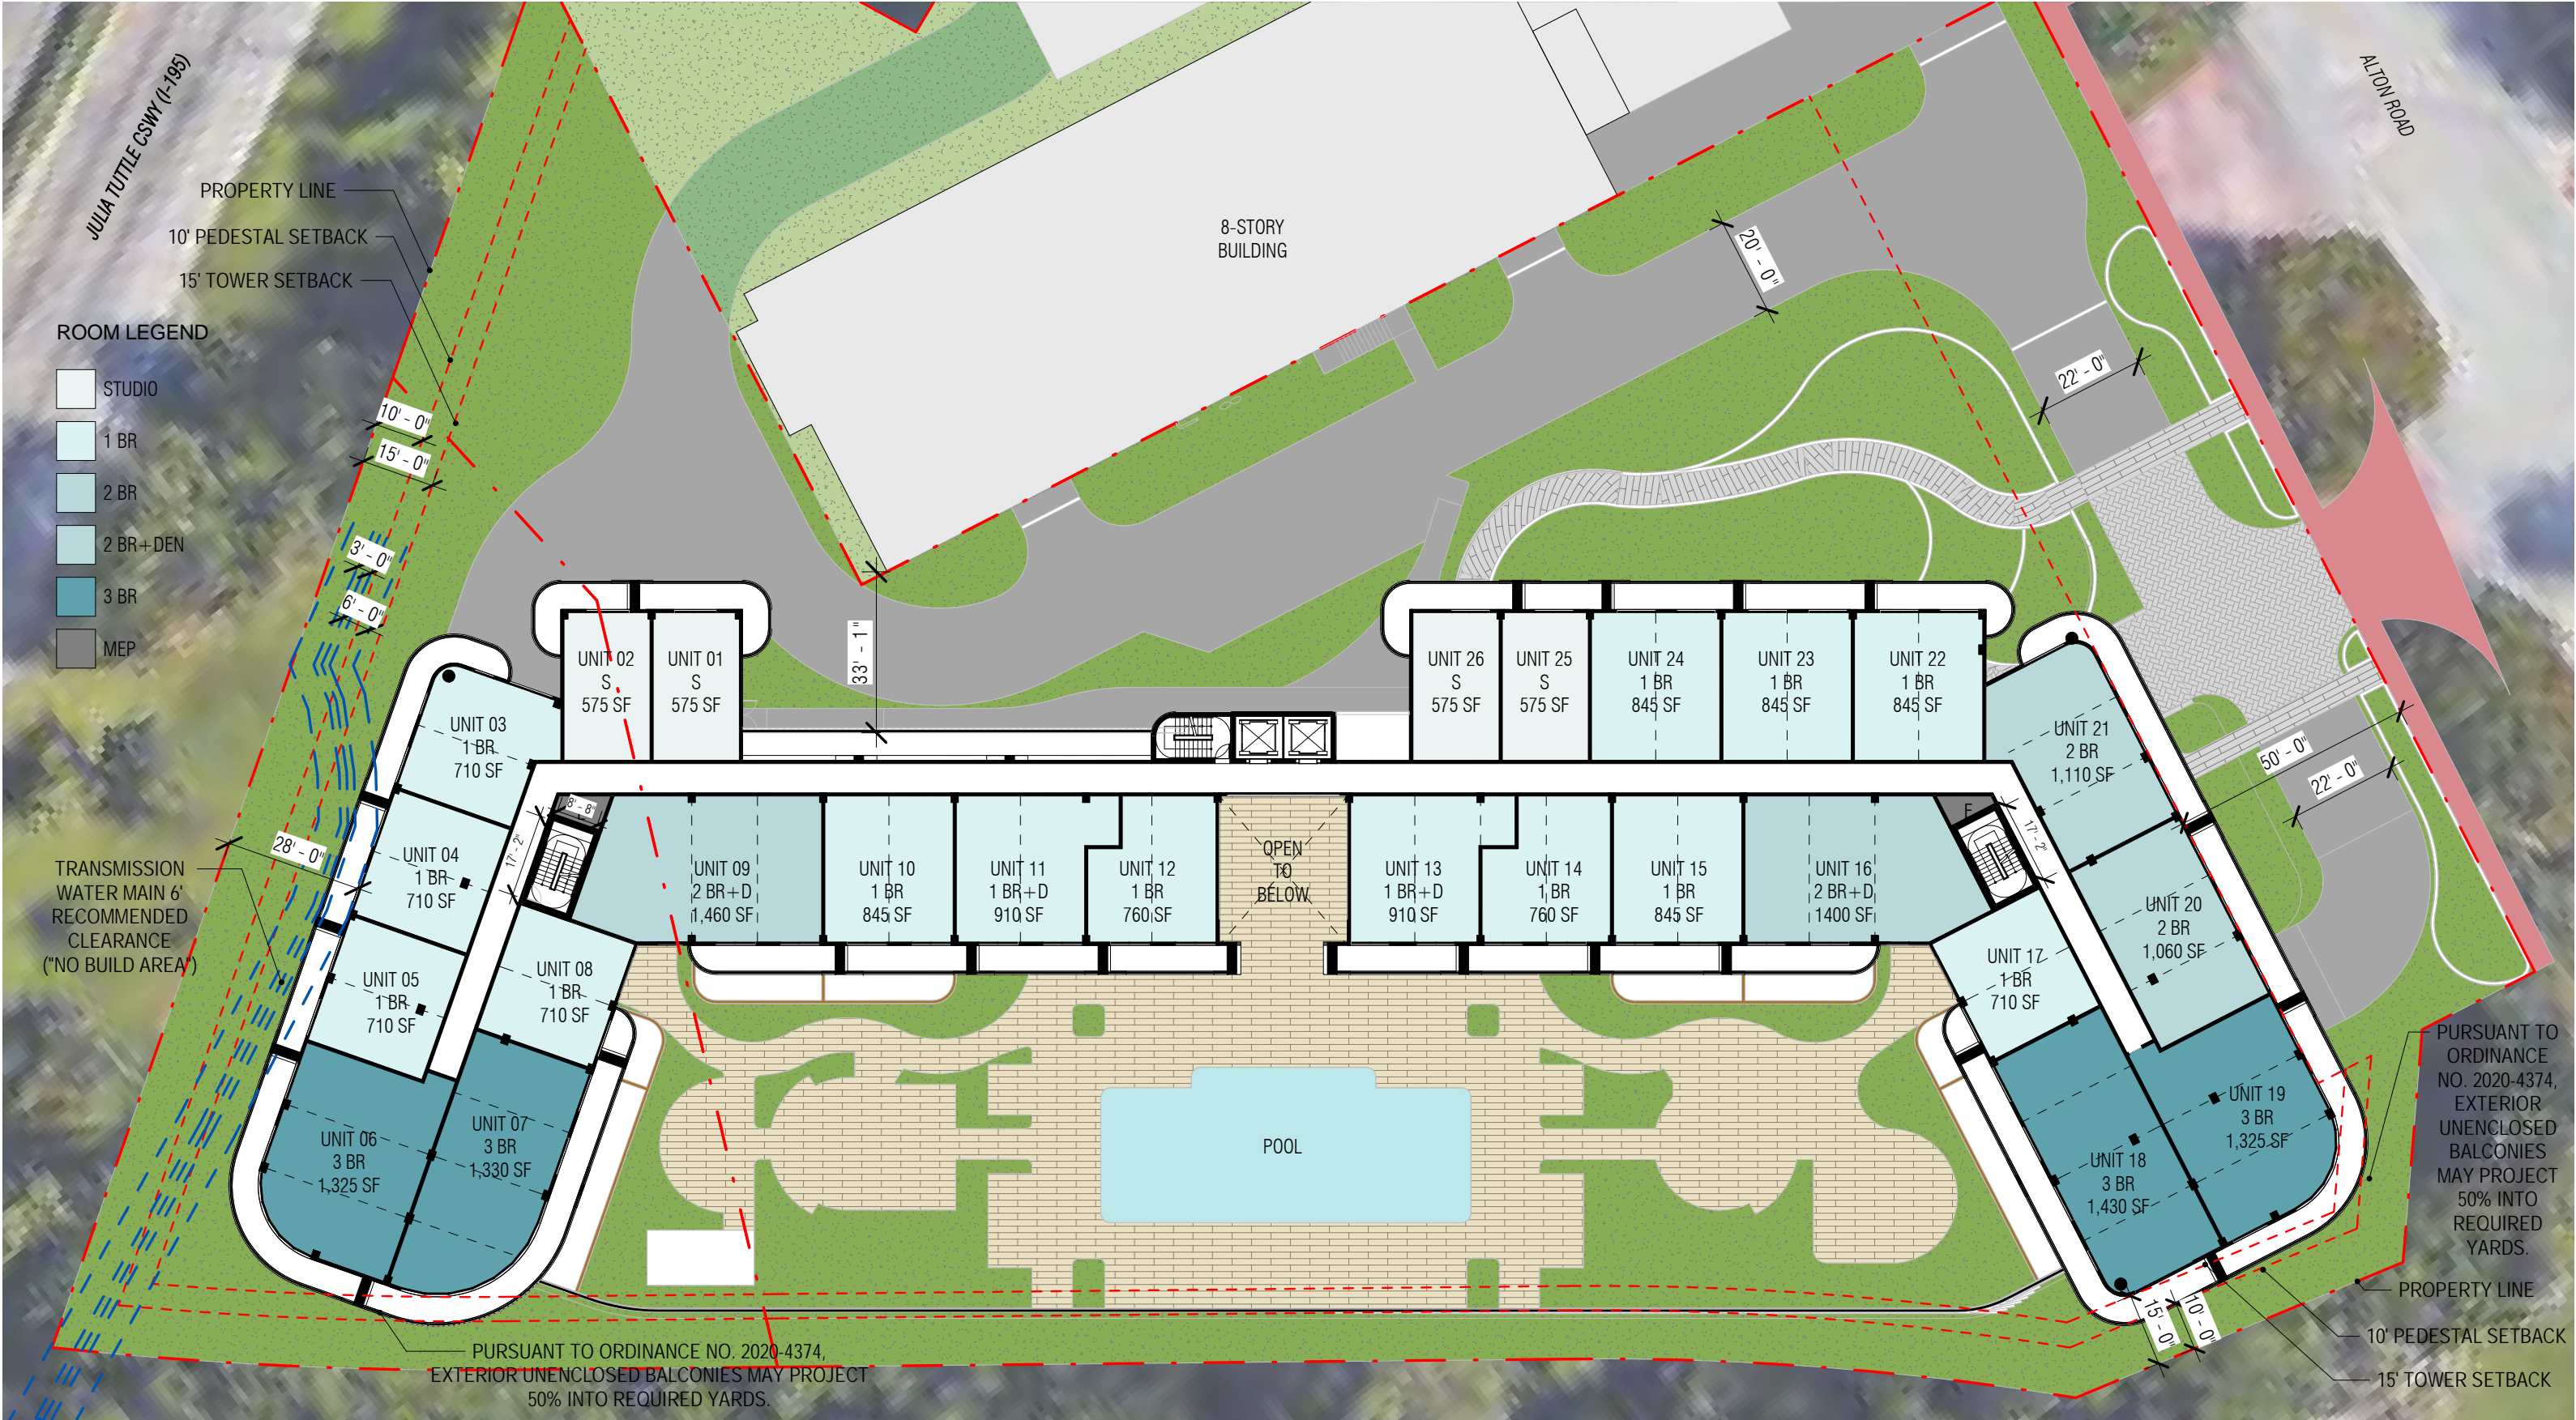 JULIA TUTTLE CSWY (I-195)
ALTON ROAD
PROPERTY LINE
10' PEDESTAL SETBACK
15' TOWER SETBACK
8-STORY
BUILDING
20' - 0"
22' - 0"
ROOM LEGEND
STUDIO
1 BR
2 BR
2 BR+DEN
3 BR
MEP
10' - 0"
15' - 0"
3' - 0"
6' - 0"
33' - 1"
28' - 0"
50' - 0"
22' - 0"
UNIT 02
S
575 SF
UNIT 01
S
575 SF
UNIT 26
S
575 SF
UNIT 25
S
575 SF
UNIT 24
1 BR
845 SF
UNIT 23
1 BR
845 SF
UNIT 22
1 BR
845 SF
UNIT 03
1 BR
710 SF
UNIT 21
2 BR
1,110 SF
8' - 8"
17' - 2"
E
17' - 2"
UNIT 04
1 BR
710 SF
UNIT 09
2 BR+D
1,460 SF
UNIT 10
1 BR
845 SF
UNIT 11
1 BR+D
910 SF
UNIT 12
1 BR
760 SF
OPEN
TO
BELOW
UNIT 13
1 BR+D
910 SF
UNIT 14
1 BR
760 SF
UNIT 15
1 BR
845 SF
UNIT 16
2 BR+D
1400 SF
UNIT 20
2 BR
1,060 SF
TRANSMISSION
WATER MAIN 6'
RECOMMENDED
CLEARANCE
("NO BUILD AREA")
UNIT 05
1 BR
710 SF
UNIT 08
1 BR
710 SF
UNIT 17
1 BR
710 SF
UNIT 06
3 BR
1,325 SF
UNIT 07
3 BR
1,330 SF
POOL
UNIT 18
3 BR
1,430 SF
UNIT 19
3 BR
1,325 SF
PURSUANT TO
ORDINANCE
NO. 2020-4374,
EXTERIOR
UNENCLOSED
BALCONIES
MAY PROJECT
50% INTO
REQUIRED
YARDS.
PROPERTY LINE
10' PEDESTAL SETBACK
15' TOWER SETBACK
15' - 0"
10' - 0"
PURSUANT TO ORDINANCE NO. 2020-4374,
EXTERIOR UNENCLOSED BALCONIES MAY PROJECT
50% INTO REQUIRED YARDS.